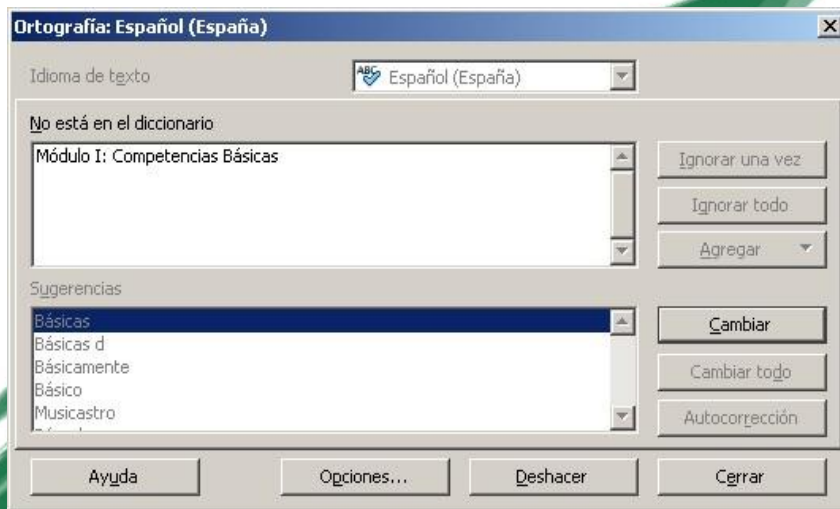 Ortografía: Español (España)
Idioma de texto
Español (España)
No está en el diccionario
Módulo I: Competencias Básicas
Ignorar una vez
Ignorar todo
Agregar
Sugerencias
Básicas
Básicas d
Básicamente
Básico
Musicastro
Cambiar
Cambiar todo
Autocorrección
Ayuda
Opciones...
Deshacer
Cerrar